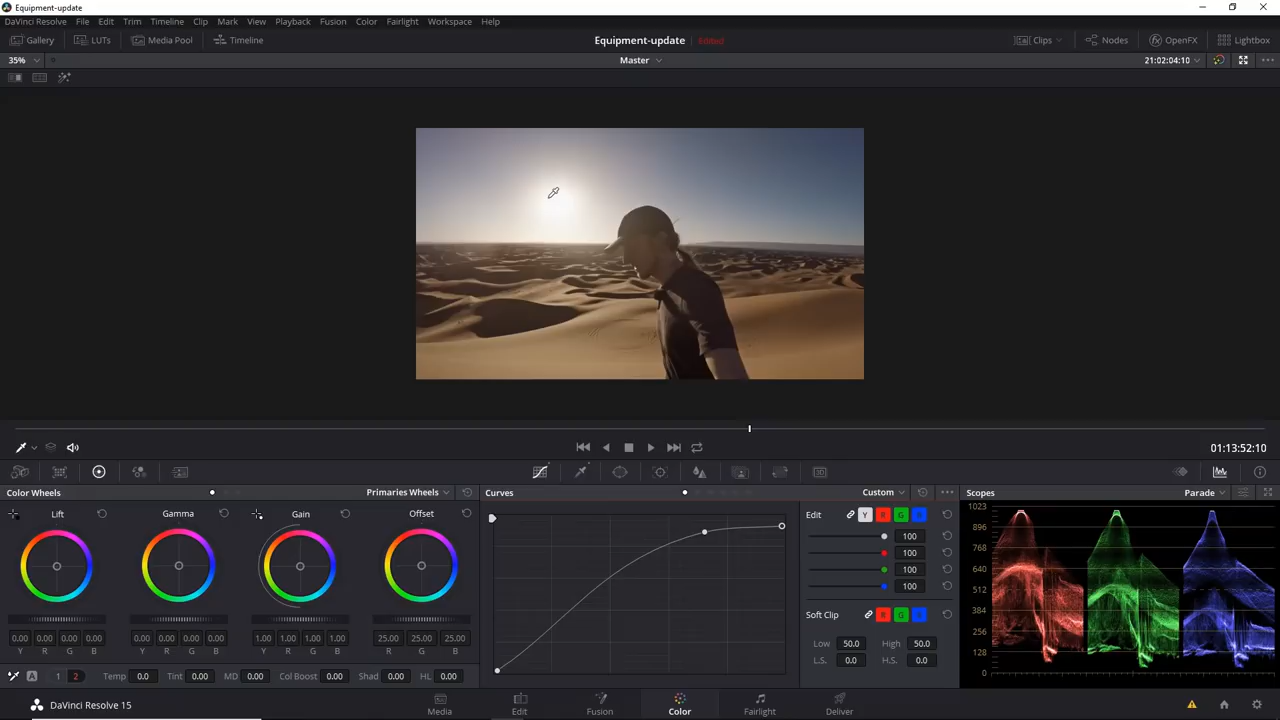 Equipment-update
DaVinci Resolve File Edit Trim Timeline Clip Mark View Playback Fusion Color Fairlight Workspace Help
Gallery LUTs Media Pool Timeline Equipment-update Edited Clips Nodes OpenFX Lightbox
35% Master 21:02:04:10
01:13:52:10
Color Wheels Primaries Wheels Curves Custom Scopes Parade
Lift Gamma Gain Offset Edit Y R G B
100
100
100
100
Soft Clip R G B
0.00 0.00 0.00 0.00 0.00 0.00 0.00 0.00 1.00 1.00 1.00 1.00 25.00 25.00 25.00
Y R G B Y R G B Y R G B R G B
Low 50.0 High 50.0
L.S. 0.0 H.S. 0.0
1023
896
768
640
512
384
256
128
0
A 1 2 Temp 0.0 Tint 0.00 MD 0.00 Col Boost 0.00 Shad 0.00 HL 0.00
DaVinci Resolve 15 Media Edit Fusion Color Fairlight Deliver